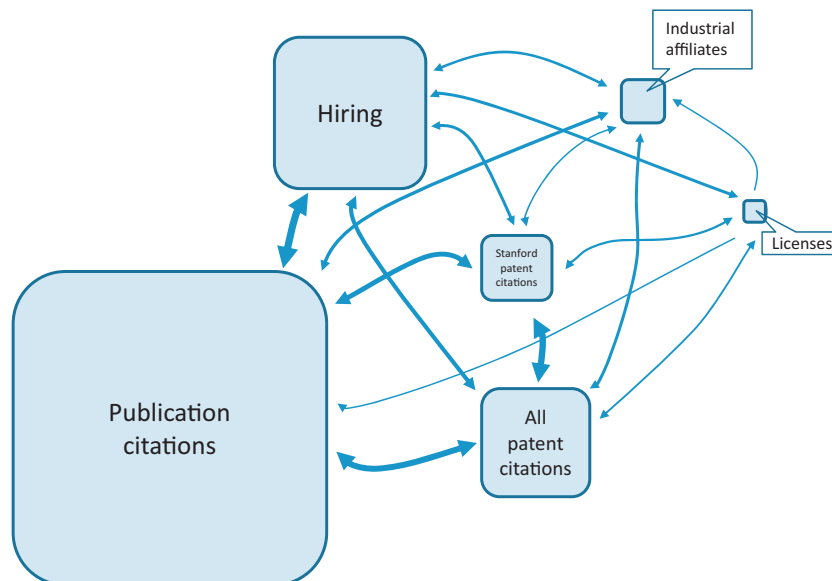 Industrial
affiliates
Hiring
Licenses
Stanford
patent
citations
Publication
citations
All
patent
citations